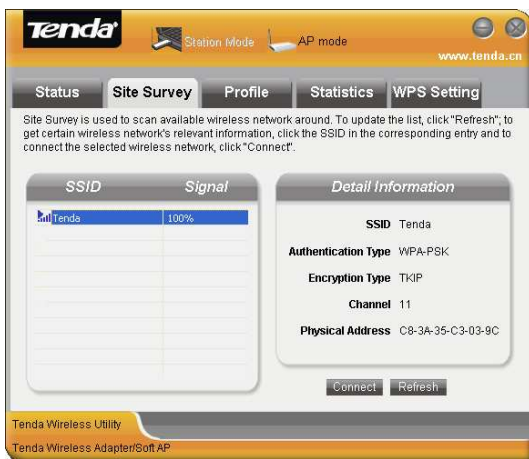 Tenda
Station Mode
AP mode
www.tenda.cn
Status
Site Survey
Profile
Statistics
WPS Setting
Site Survey is used to scan available wireless network around. To update the list, click "Refresh"; to
get certain wireless network's relevant information, click the SSID in the corresponding entry and to
connect the selected wireless network, click "Connect".
SSID Signal
Tenda 100%
Detail Information
SSID Tenda
Authentication Type WPA-PSK
Encryption Type TKIP
Channel 11
Physical Address C8-3A-35-C3-03-9C
Connect Refresh
Tenda Wireless Utility
Tenda Wireless Adapter/Soft AP